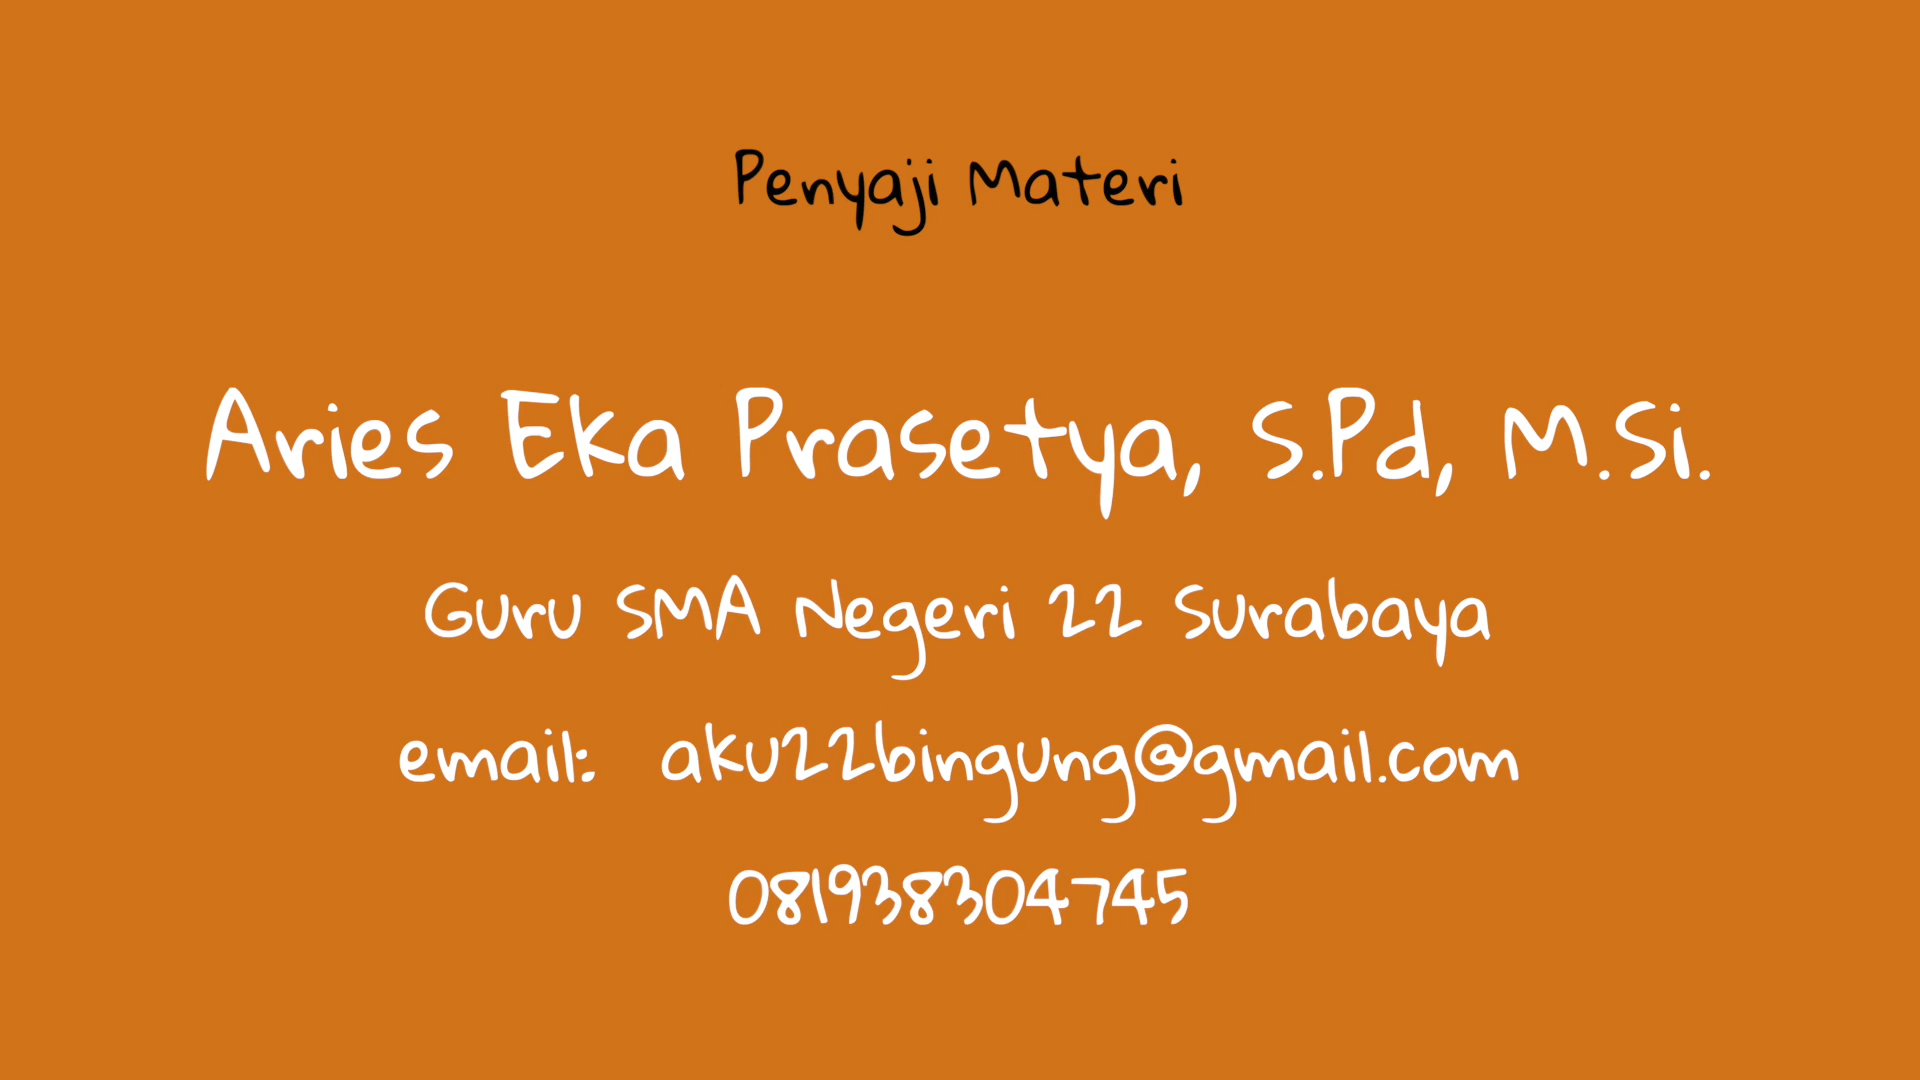 Penyaji Materi
Aries Eka Prasetya, S.Pd, M.Si.
Guru SMA Negeri 22 Surabaya
email: aku22bingung@gmail.com
081938304745